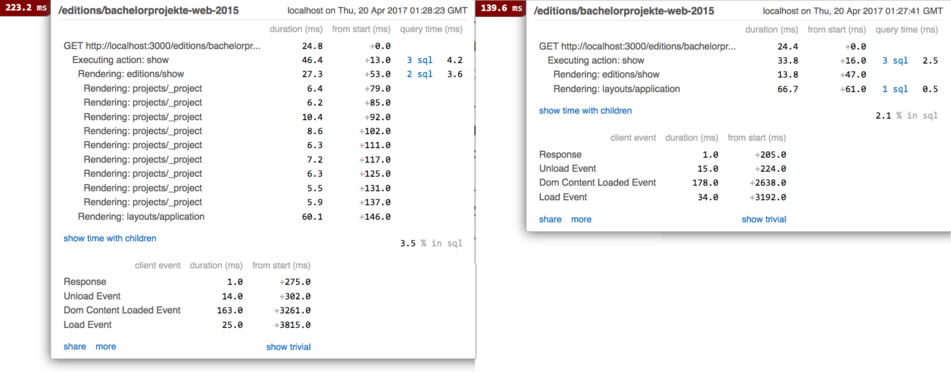 223.2 ms
/editions/bachelorprojekte-web-2015 localhost on Thu, 20 Apr 2017 01:28:23 GMT
duration (ms) from start (ms) query time (ms)
GET http://localhost:3000/editions/bachelorpr... 24.8 +0.0
Executing action: show 46.4 +13.0 3 sql 4.2
Rendering: editions/show 27.3 +53.0 2 sql 3.6
Rendering: projects/_project 6.4 +79.0
Rendering: projects/_project 6.2 +85.0
Rendering: projects/_project 10.4 +92.0
Rendering: projects/_project 8.6 +102.0
Rendering: projects/_project 6.3 +111.0
Rendering: projects/_project 7.2 +117.0
Rendering: projects/_project 6.3 +125.0
Rendering: projects/_project 5.5 +131.0
Rendering: projects/_project 5.9 +137.0
Rendering: layouts/application 60.1 +146.0
show time with children
3.5 % in sql
client event duration (ms) from start (ms)
Response 1.0 +275.0
Unload Event 14.0 +302.0
Dom Content Loaded Event 163.0 +3261.0
Load Event 25.0 +3815.0
share more show trivial
139.6 ms
/editions/bachelorprojekte-web-2015 localhost on Thu, 20 Apr 2017 01:27:41 GMT
duration (ms) from start (ms) query time (ms)
GET http://localhost:3000/editions/bachelorpr... 24.4 +0.0
Executing action: show 33.8 +16.0 3 sql 2.5
Rendering: editions/show 13.8 +47.0
Rendering: layouts/application 66.7 +61.0 1 sql 0.5
show time with children
2.1 % in sql
client event duration (ms) from start (ms)
Response 1.0 +205.0
Unload Event 15.0 +224.0
Dom Content Loaded Event 178.0 +2638.0
Load Event 34.0 +3192.0
share more show trivial